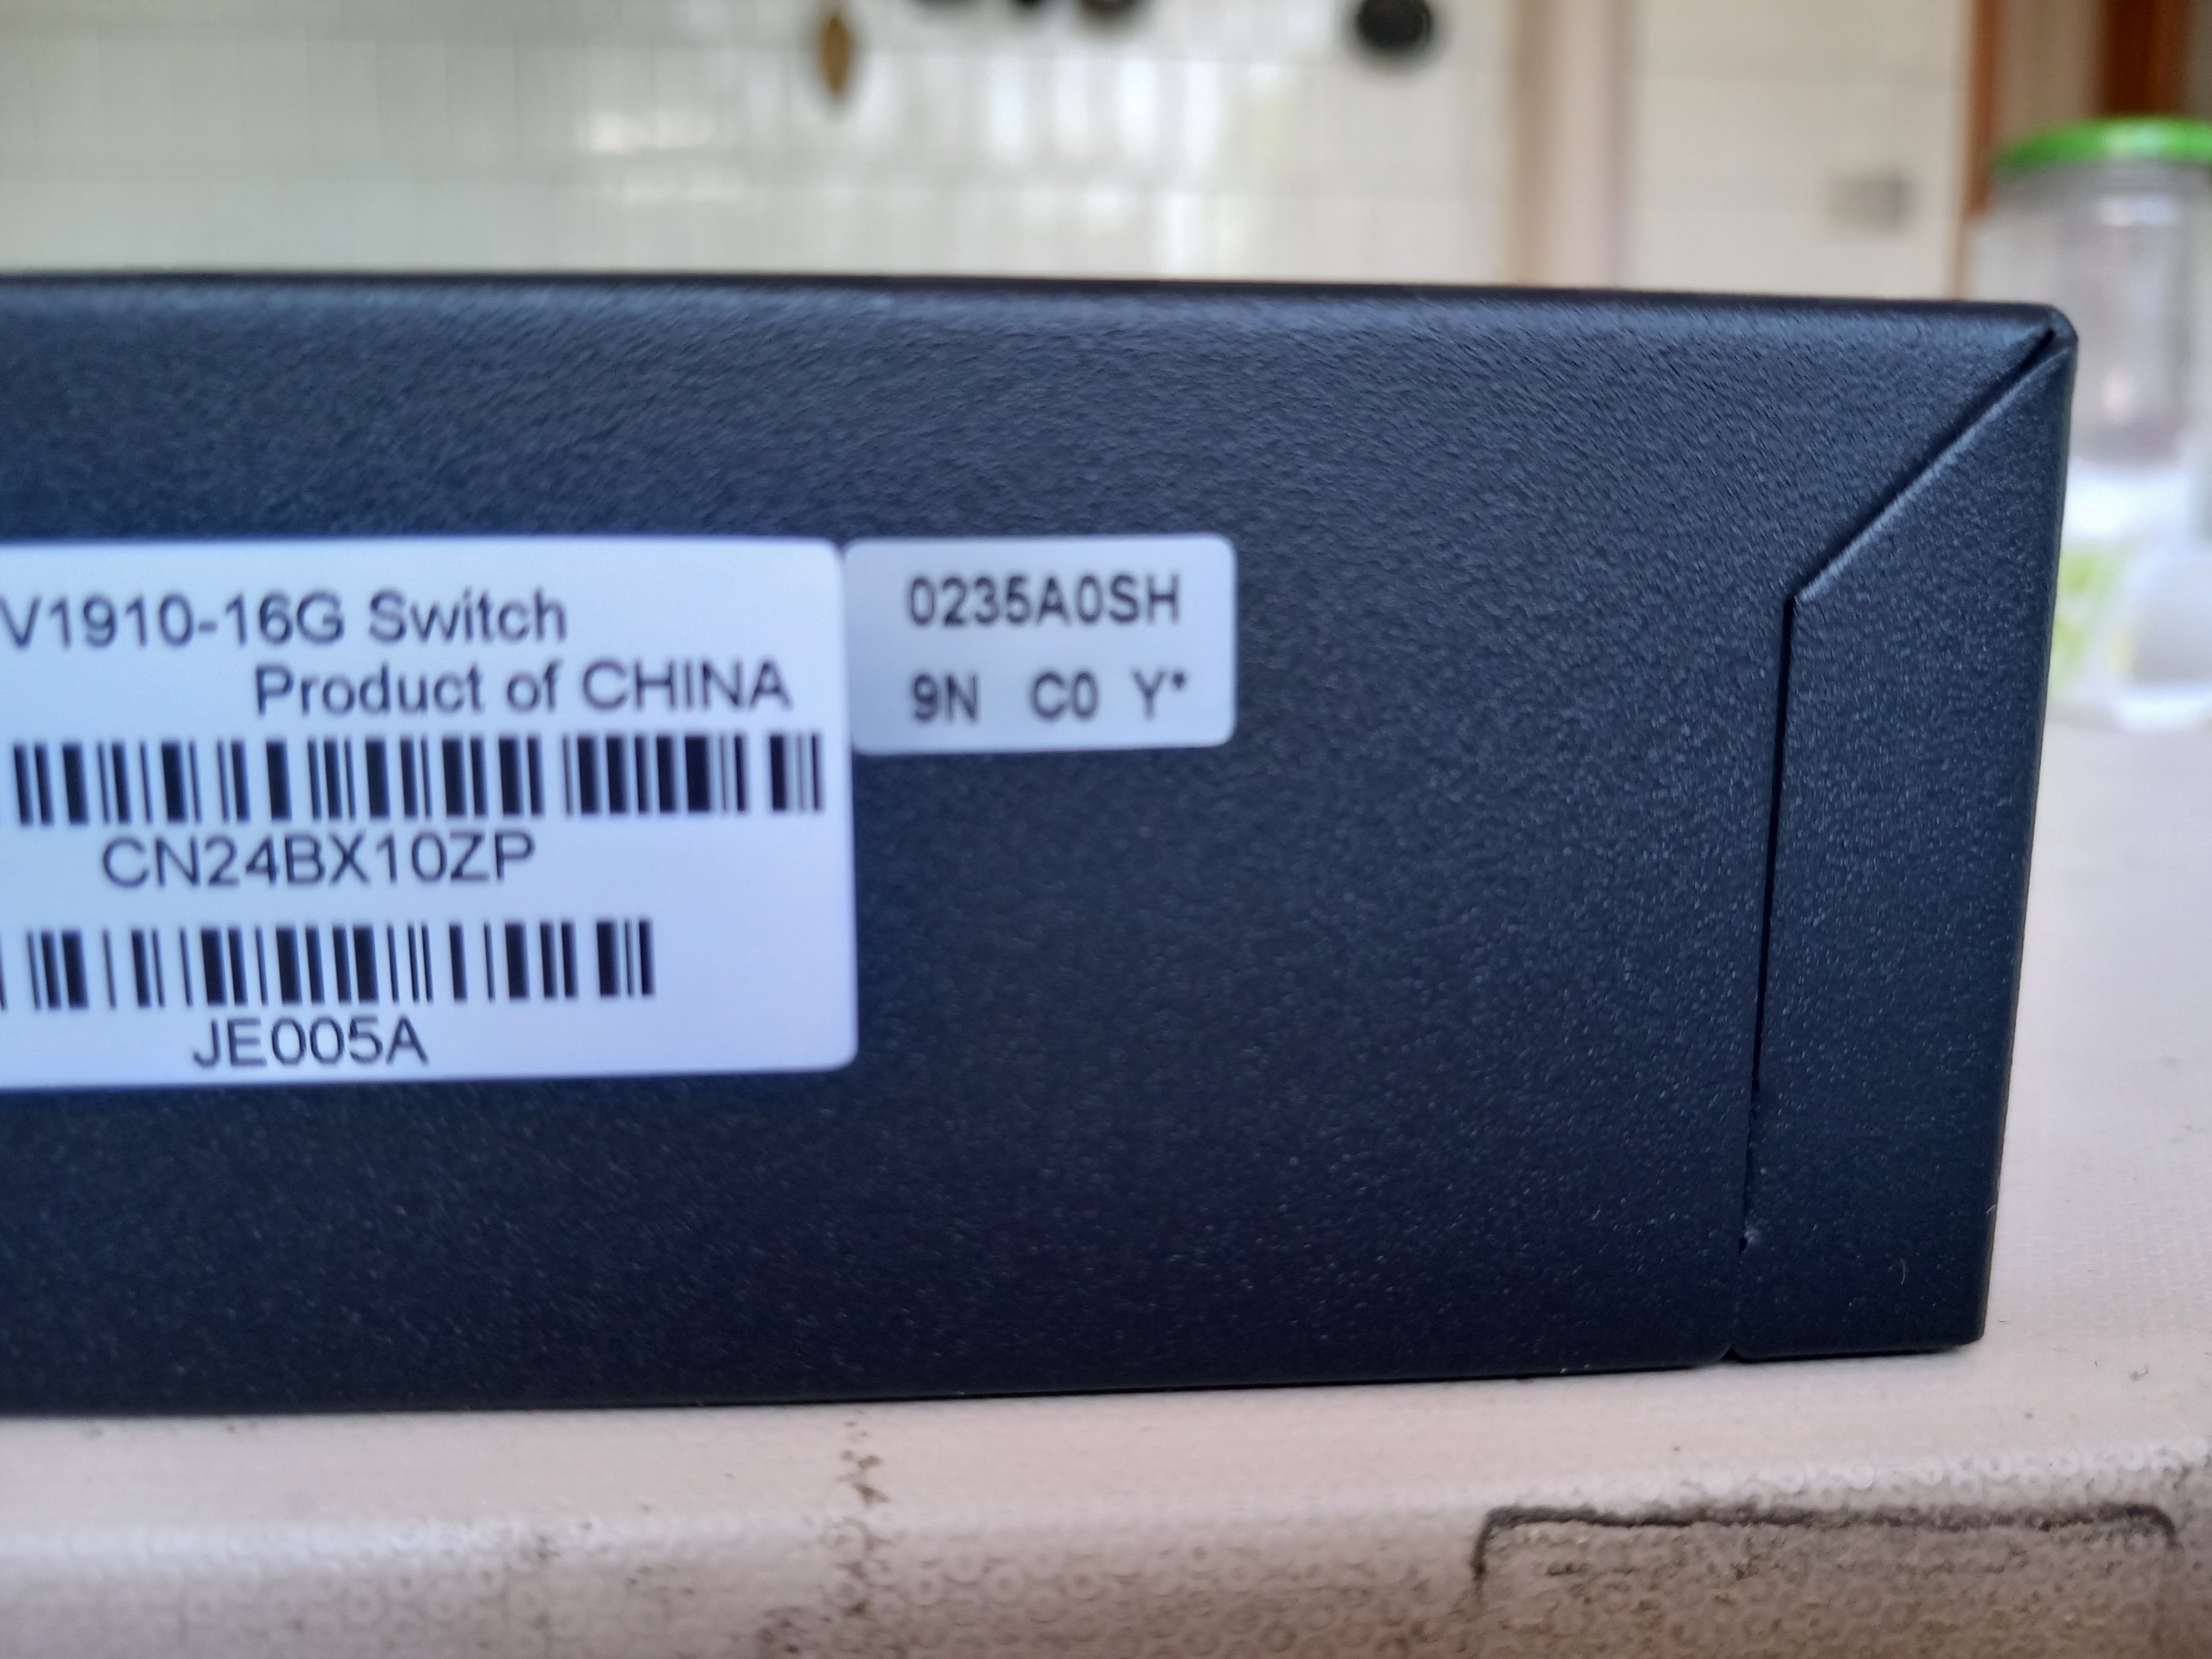 V1910-16G Switch
Product of CHINA
CN24BX10ZP
JE005A
0235A0SH
9N C0 Y*